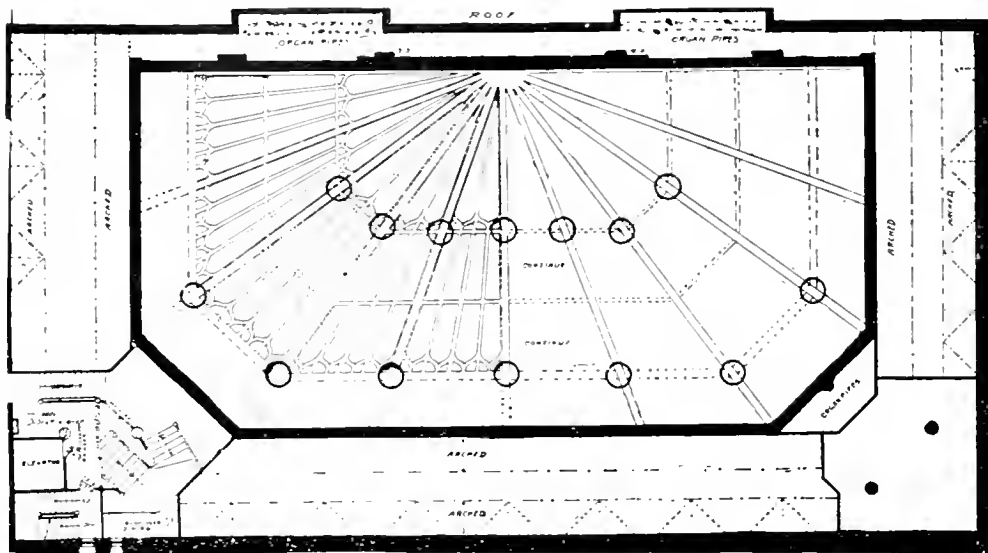 ROOF
ORGAN PIPES
ORGAN PIPES
ARCHED
ARCHED
ARCHED
ARCHED
CONTINUE
CONTINUE
ORGAN PIPES
ELEVATOR
ARCHED
ARCHED